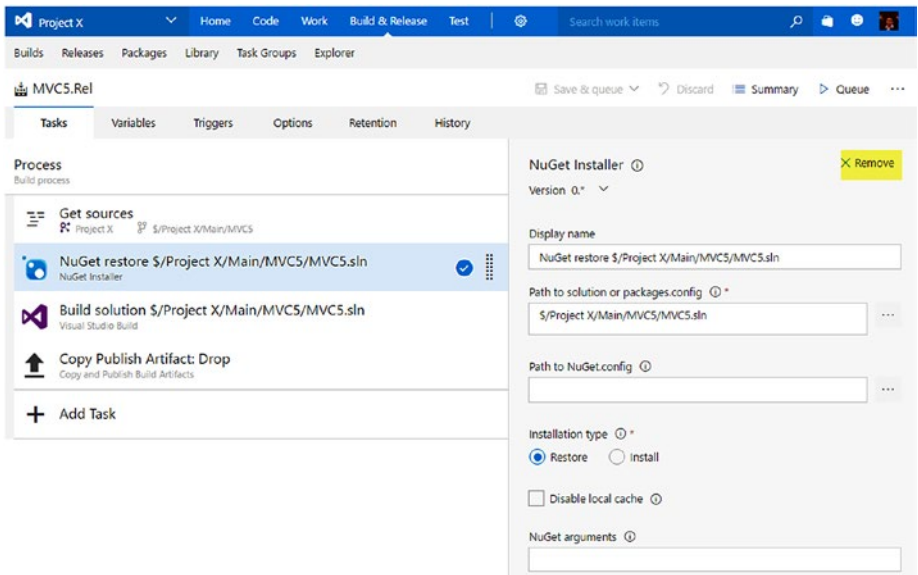 Project X Home Code Work Build & Release Test Search work items
Builds Releases Packages Library Task Groups Explorer
MVC5.Rel Save & queue Discard Summary Queue ...
Tasks Variables Triggers Options Retention History
Process
Build process
Get sources
Project X $/Project X/Main/MVC5
NuGet restore $/Project X/Main/MVC5/MVC5.sln
NuGet Installer
Build solution $/Project X/Main/MVC5/MVC5.sln
Visual Studio Build
Copy Publish Artifact: Drop
Copy and Publish Build Artifacts
+ Add Task
NuGet Installer
× Remove
Version 0.*
Display name
NuGet restore $/Project X/Main/MVC5/MVC5.sln
Path to solution or packages.config *
$/Project X/Main/MVC5/MVC5.sln ...
Path to NuGet.config
...
Installation type *
Restore Install
Disable local cache
NuGet arguments